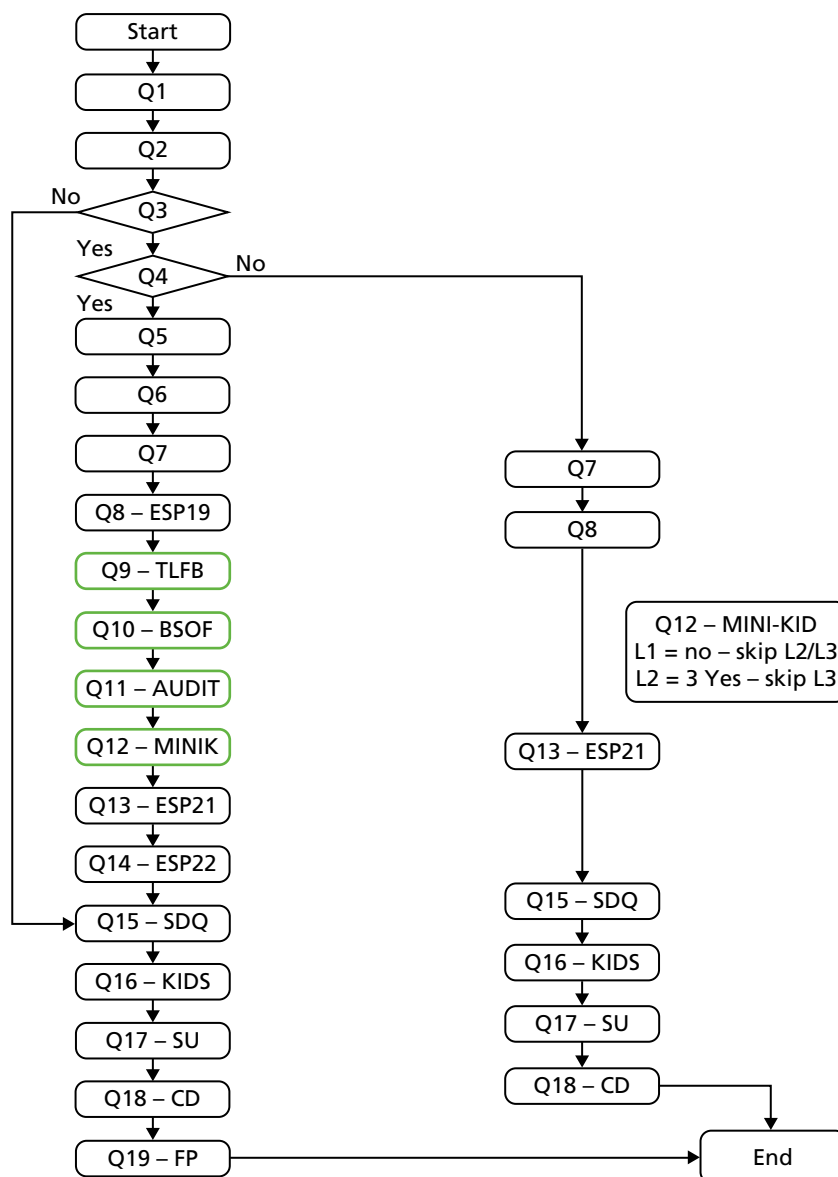 Start
Q1
Q2
No
Q3
Yes
Q4
No
Yes
Q5
Q6
Q7
Q8 – ESP19
Q9 – TLFB
Q10 – BSOF
Q11 – AUDIT
Q12 – MINIK
Q13 – ESP21
Q14 – ESP22
Q15 – SDQ
Q16 – KIDS
Q17 – SU
Q18 – CD
Q19 – FP
Q7
Q8
Q13 – ESP21
Q15 – SDQ
Q16 – KIDS
Q17 – SU
Q18 – CD
End
Q12 – MINI-KID
L1 = no – skip L2/L3
L2 = 3 Yes – skip L3